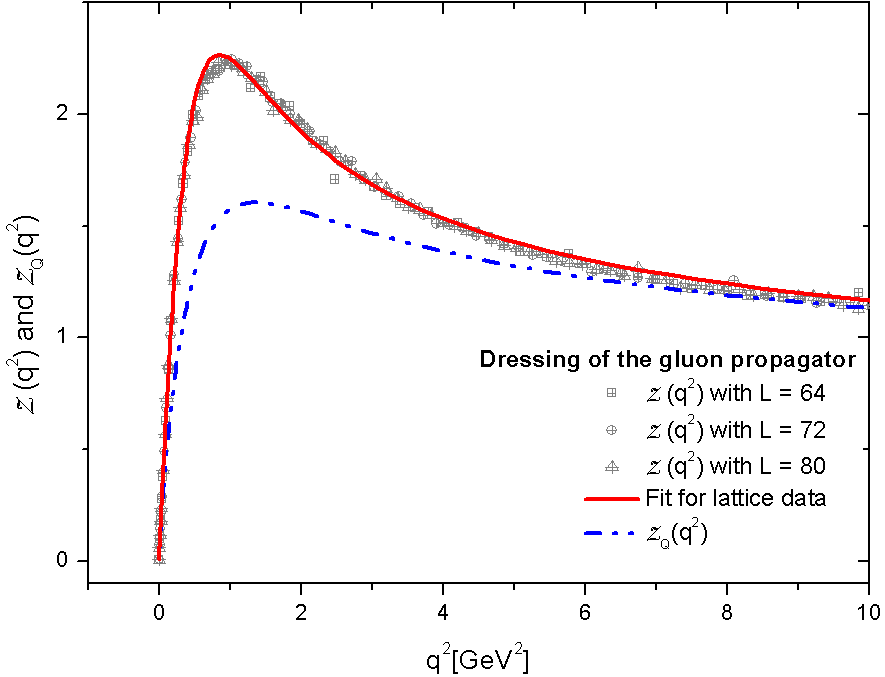 2
1
0
𝓏 (q²) and 𝓏_Q(q²)
Dressing of the gluon propagator
𝓏 (q²) with L = 64
𝓏 (q²) with L = 72
𝓏 (q²) with L = 80
Fit for lattice data
𝓏_Q(q²)
0 2 4 6 8 10
q²[GeV²]